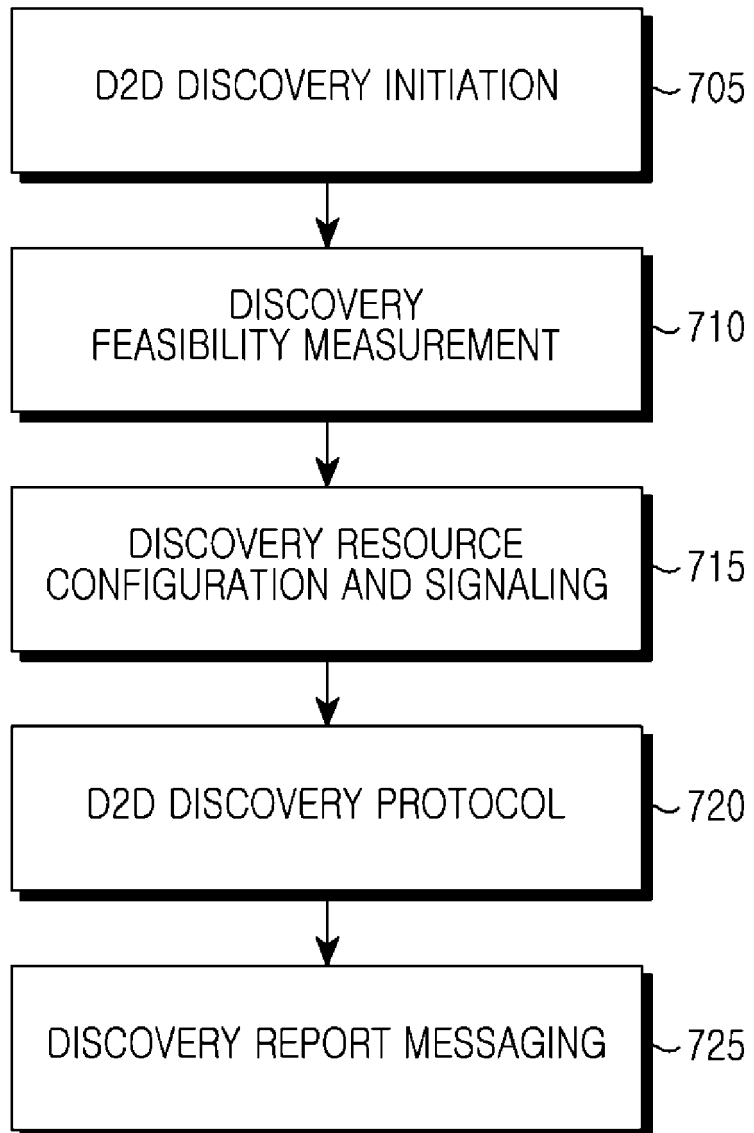 D2D DISCOVERY INITIATION
705
DISCOVERY
FEASIBILITY MEASUREMENT
710
DISCOVERY RESOURCE
CONFIGURATION AND SIGNALING
715
D2D DISCOVERY PROTOCOL
720
DISCOVERY REPORT MESSAGING
725